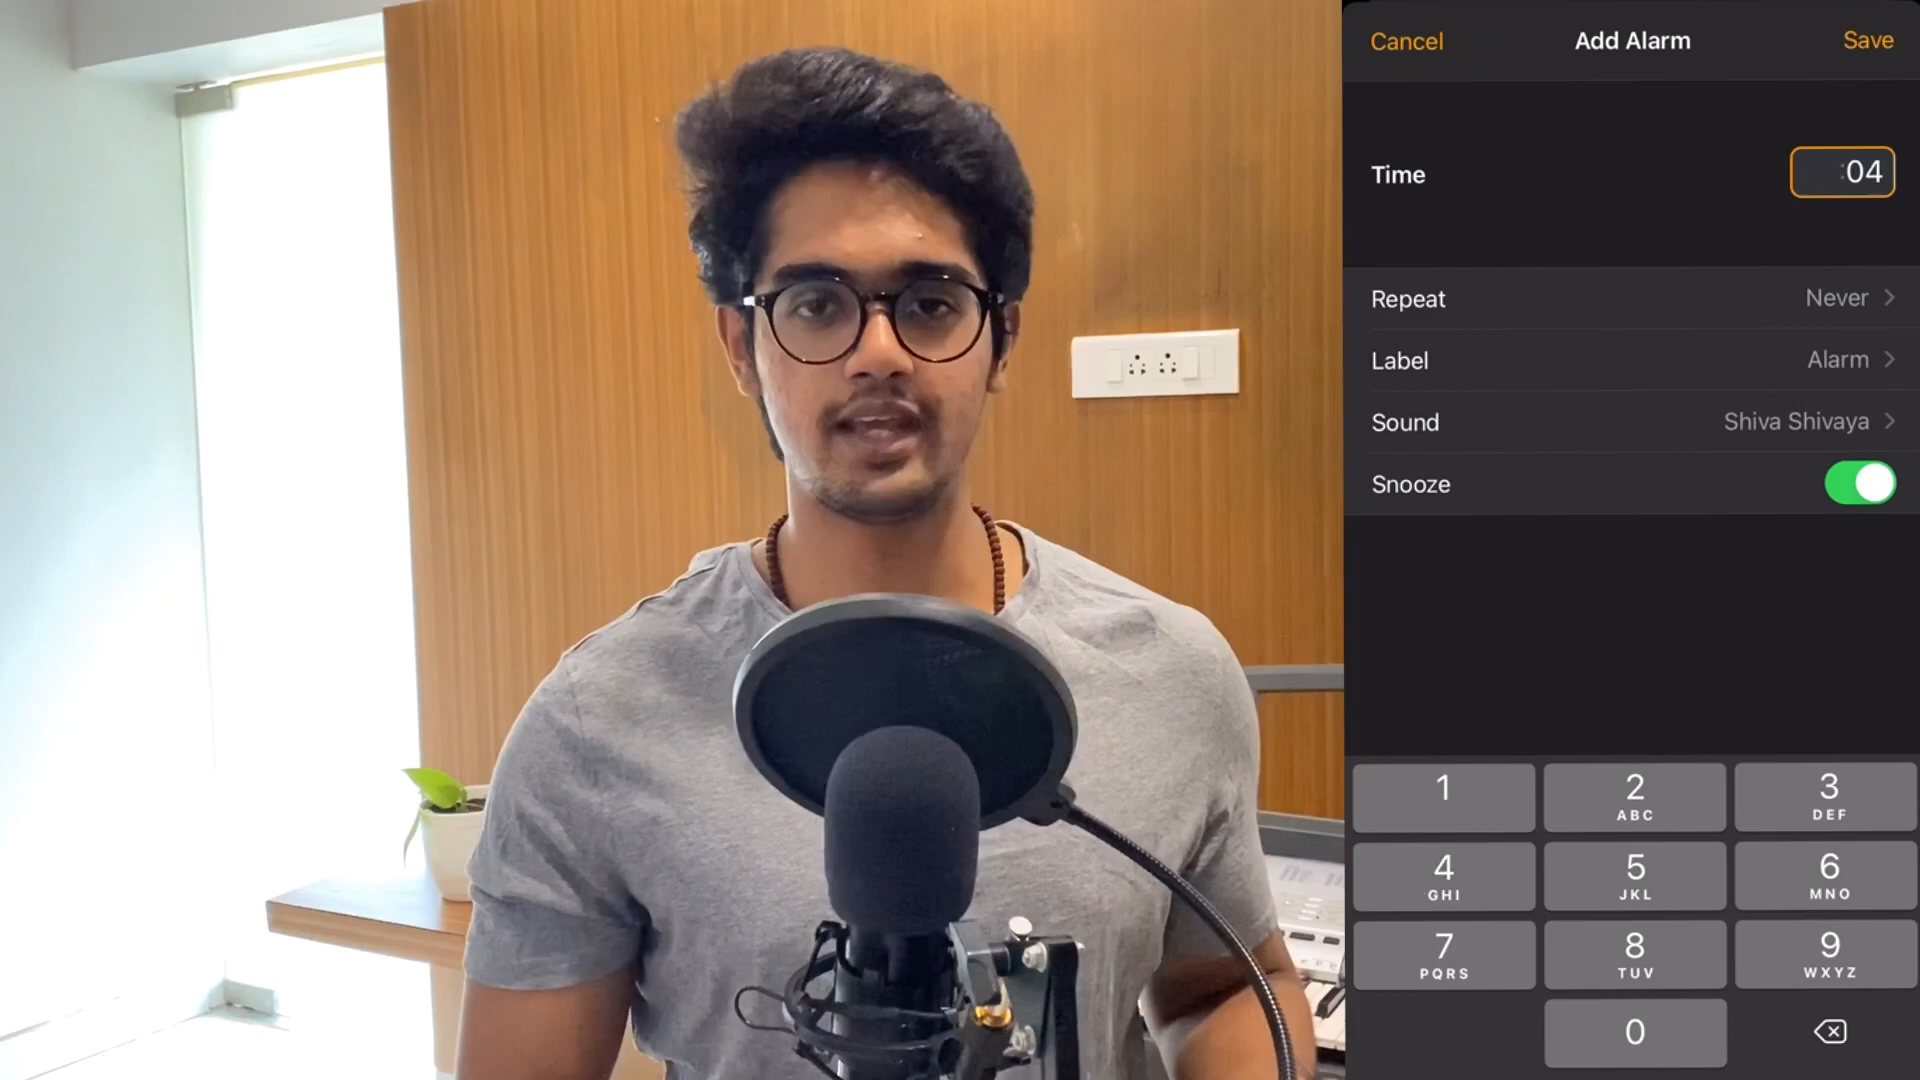 Cancel Add Alarm Save
Time :04
Repeat Never
Label Alarm
Sound Shiva Shivaya
Snooze
1 2 3
ABC DEF
4 5 6
GHI JKL MNO
7 8 9
PQRS TUV WXYZ
0